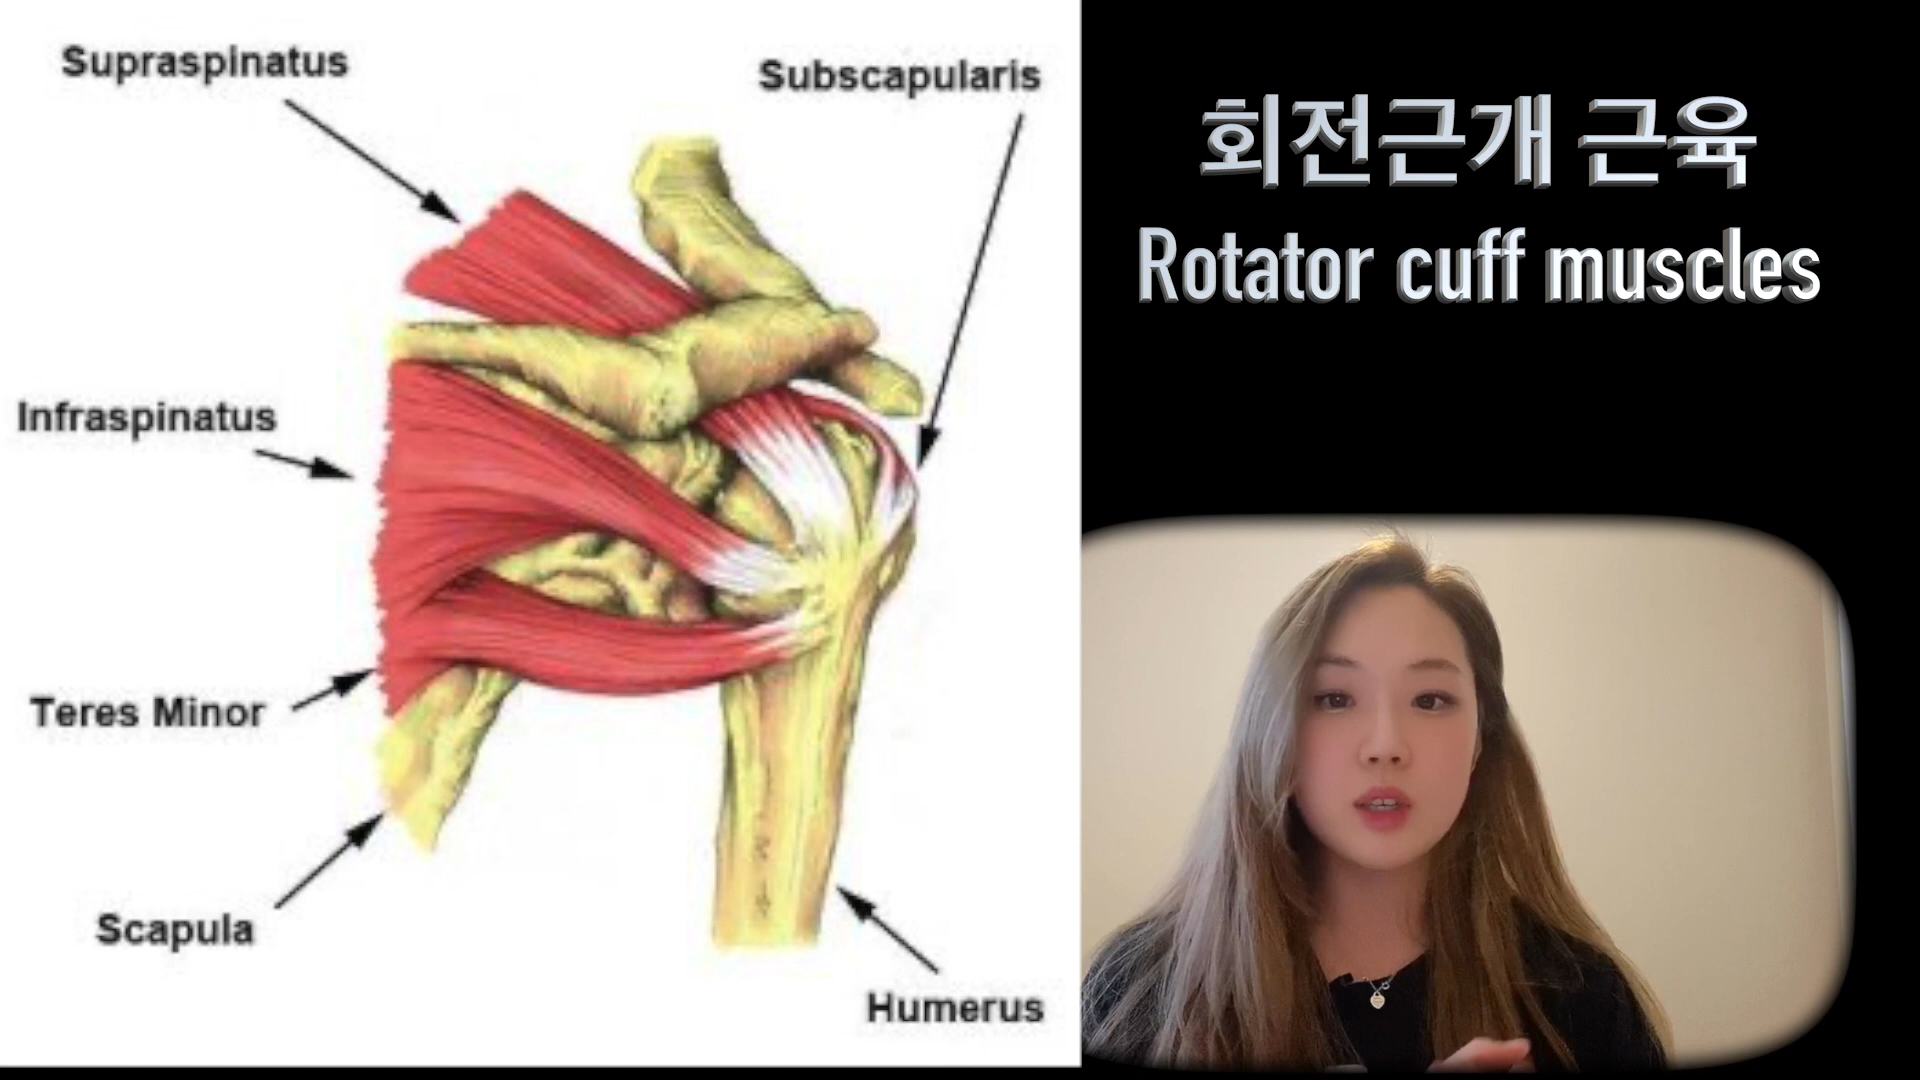 Supraspinatus
Subscapularis
Infraspinatus
Teres Minor
Scapula
Humerus
회전근개 근육
Rotator cuff muscles